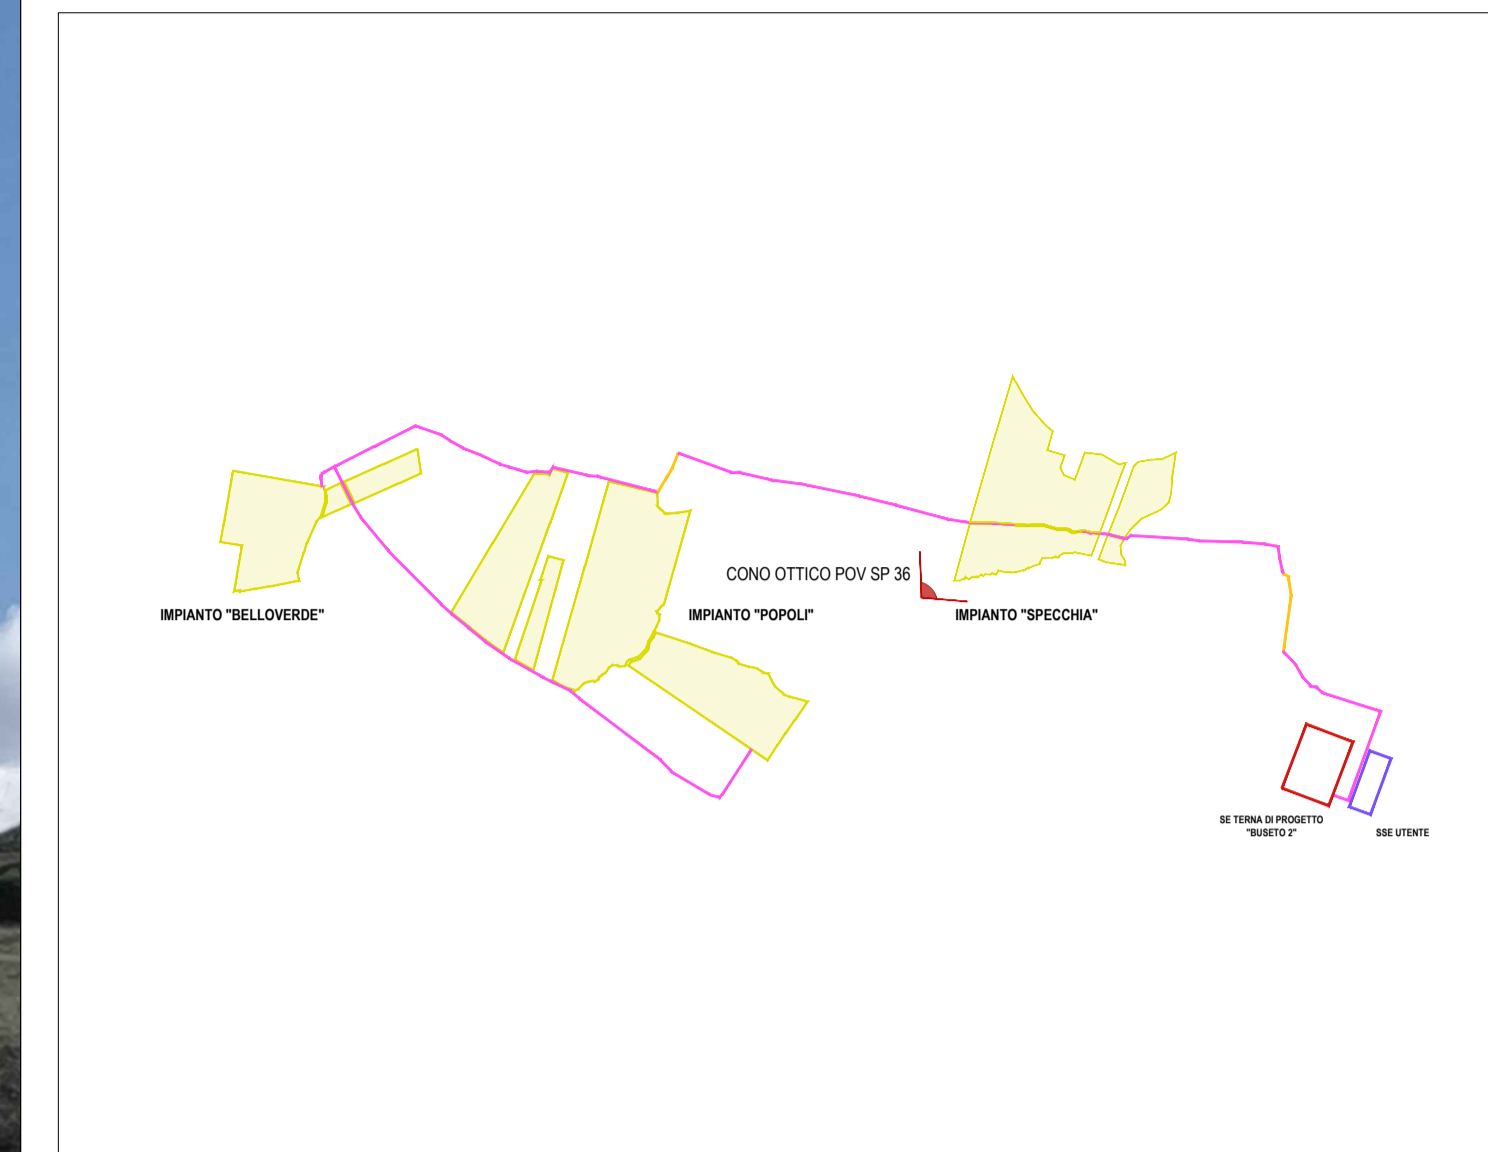 CONO OTTICO POV SP 36
IMPIANTO "BELLOVERDE"
IMPIANTO "POPOLI"
IMPIANTO "SPECCHIA"
SE TERNA DI PROGETTO
"BUSETO 2"
SSE UTENTE